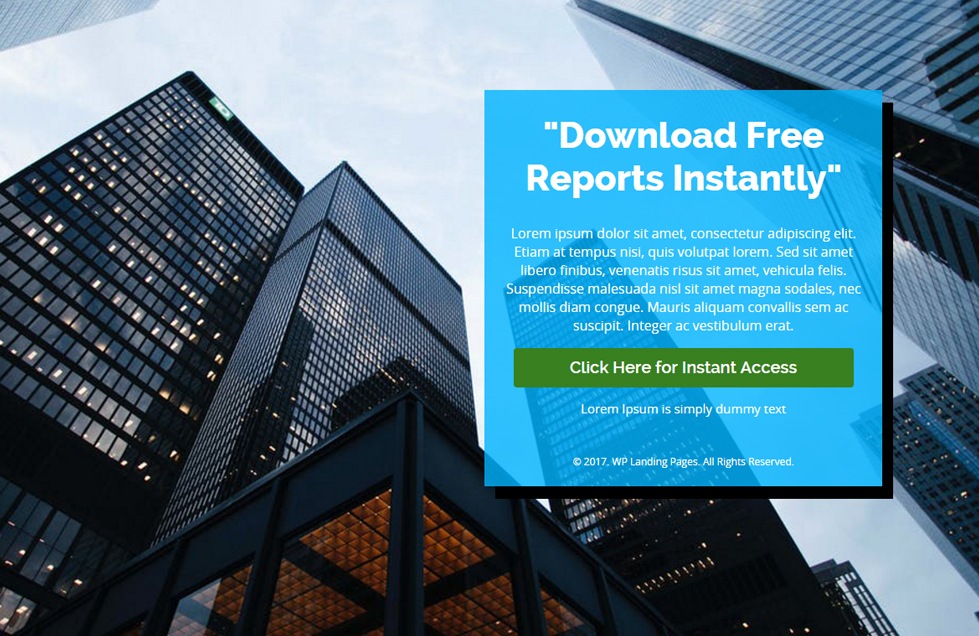 "Download Free
Reports Instantly"
Lorem ipsum dolor sit amet, consectetur adipiscing elit.
Etiam at tempus nisi, quis volutpat lorem. Sed sit amet
libero finibus, venenatis risus sit amet, vehicula felis.
Suspendisse malesuada nisl sit amet magna sodales, nec
mollis diam congue. Mauris aliquam convallis sem ac
suscipit. Integer ac vestibulum erat.
Click Here for Instant Access
Lorem Ipsum is simply dummy text
© 2017, WP Landing Pages. All Rights Reserved.